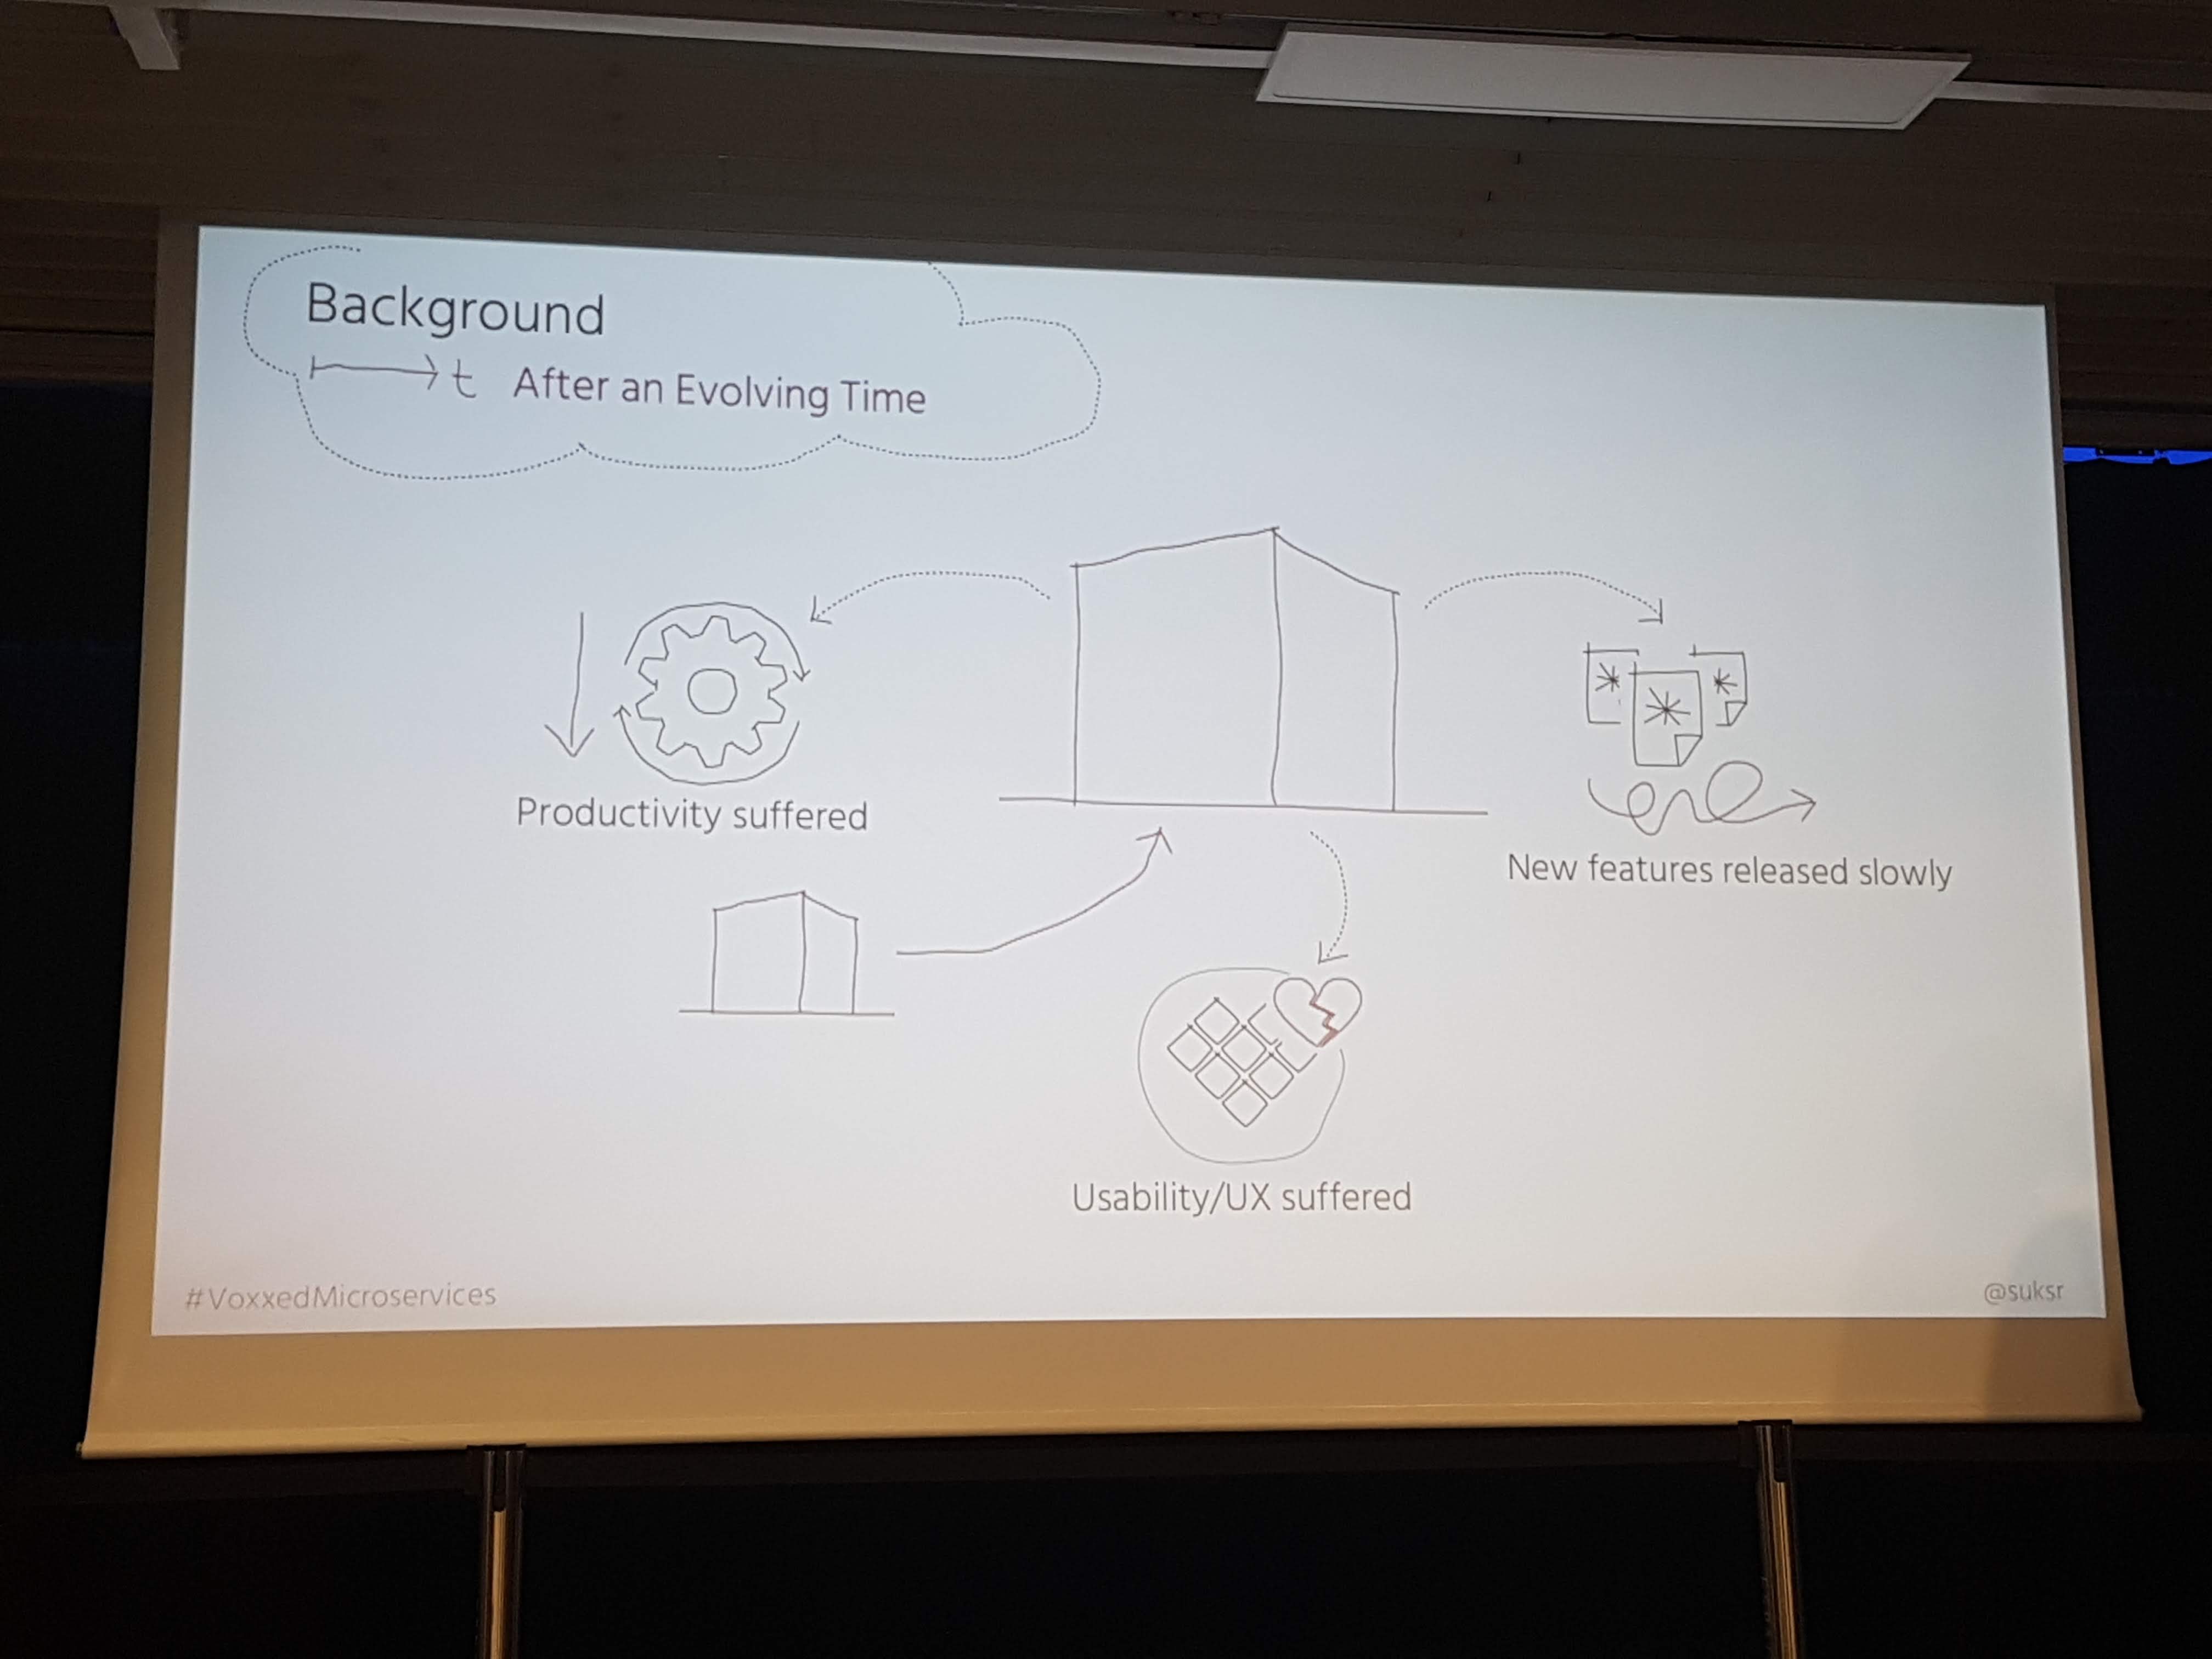 Background
t After an Evolving Time
Productivity suffered
New features released slowly
Usability/UX suffered
#VoxxedMicroservices
@suksr